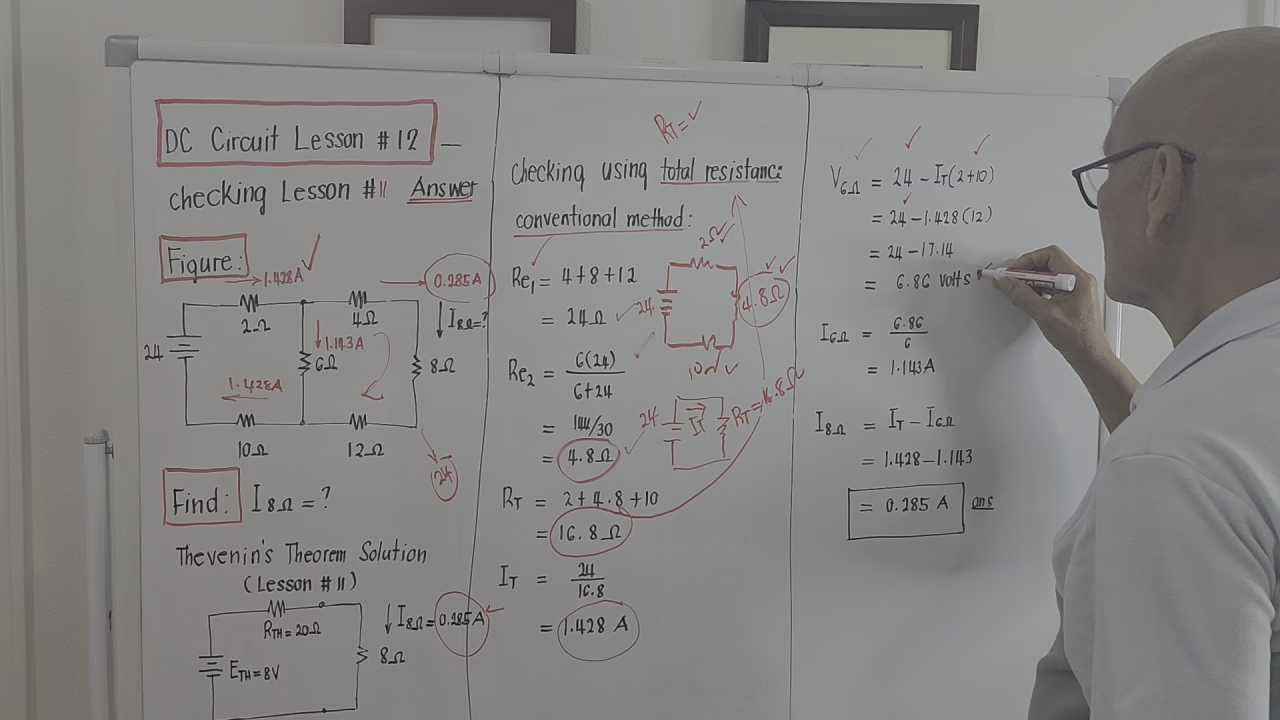 DC Circuit Lesson #12 —
checking Lesson #11 Answer
Figure:
1.428A
0.285A
2Ω
4Ω
I8Ω=?
24
1.143A
6Ω
8Ω
1.428A
10Ω
12Ω
24
Find: I8Ω = ?
Thevenin's Theorem Solution
(Lesson #11)
RTH=20Ω
I8Ω=0.285A
8Ω
ETH=8V
RT=
checking using total resistance
conventional method:
Re1 = 4+8+12
= 24Ω
Re2 = 6(24)
6+24
= 144/30
= 4.8Ω
RT = 2+4.8+10
= 16.8Ω
IT = 24
16.8
= 1.428 A
2Ω
24
4.8Ω
10Ω
24
IT
RT=16.8Ω
V6Ω = 24 - IT(2+10)
= 24-1.428(12)
= 24-17.14
= 6.86 volts
I6Ω = 6.86
6
= 1.143A
I8Ω = IT - I6Ω
= 1.428-1.143
= 0.285 A ans